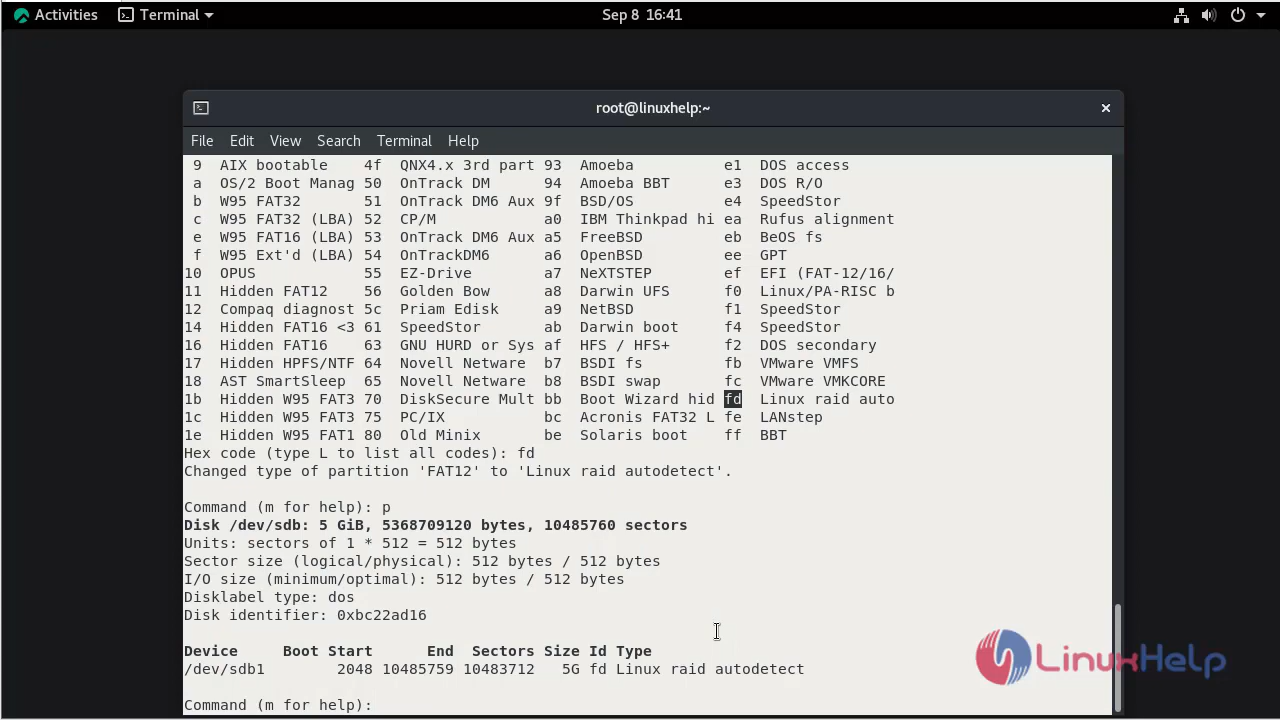 Activities Terminal Sep 8 16:41
root@linuxhelp:~
File Edit View Search Terminal Help
9 AIX bootable 4f QNX4.x 3rd part 93 Amoeba e1 DOS access
a OS/2 Boot Manag 50 OnTrack DM 94 Amoeba BBT e3 DOS R/O
b W95 FAT32 51 OnTrack DM6 Aux 9f BSD/OS e4 SpeedStor
c W95 FAT32 (LBA) 52 CP/M a0 IBM Thinkpad hi ea Rufus alignment
e W95 FAT16 (LBA) 53 OnTrack DM6 Aux a5 FreeBSD eb BeOS fs
f W95 Ext'd (LBA) 54 OnTrackDM6 a6 OpenBSD ee GPT
10 OPUS 55 EZ-Drive a7 NeXTSTEP ef EFI (FAT-12/16/
11 Hidden FAT12 56 Golden Bow a8 Darwin UFS f0 Linux/PA-RISC b
12 Compaq diagnost 5c Priam Edisk a9 NetBSD f1 SpeedStor
14 Hidden FAT16 <3 61 SpeedStor ab Darwin boot f4 SpeedStor
16 Hidden FAT16 63 GNU HURD or Sys af HFS / HFS+ f2 DOS secondary
17 Hidden HPFS/NTF 64 Novell Netware b7 BSDI fs fb VMware VMFS
18 AST SmartSleep 65 Novell Netware b8 BSDI swap fc VMware VMKCORE
1b Hidden W95 FAT3 70 DiskSecure Mult bb Boot Wizard hid fd Linux raid auto
1c Hidden W95 FAT3 75 PC/IX bc Acronis FAT32 L fe LANstep
1e Hidden W95 FAT1 80 Old Minix be Solaris boot ff BBT
Hex code (type L to list all codes): fd
Changed type of partition 'FAT12' to 'Linux raid autodetect'.
Command (m for help): p
Disk /dev/sdb: 5 GiB, 5368709120 bytes, 10485760 sectors
Units: sectors of 1 * 512 = 512 bytes
Sector size (logical/physical): 512 bytes / 512 bytes
I/O size (minimum/optimal): 512 bytes / 512 bytes
Disklabel type: dos
Disk identifier: 0xbc22ad16
Device Boot Start End Sectors Size Id Type
/dev/sdb1 2048 10485759 10483712 5G fd Linux raid autodetect
LinuxHelp
Command (m for help):